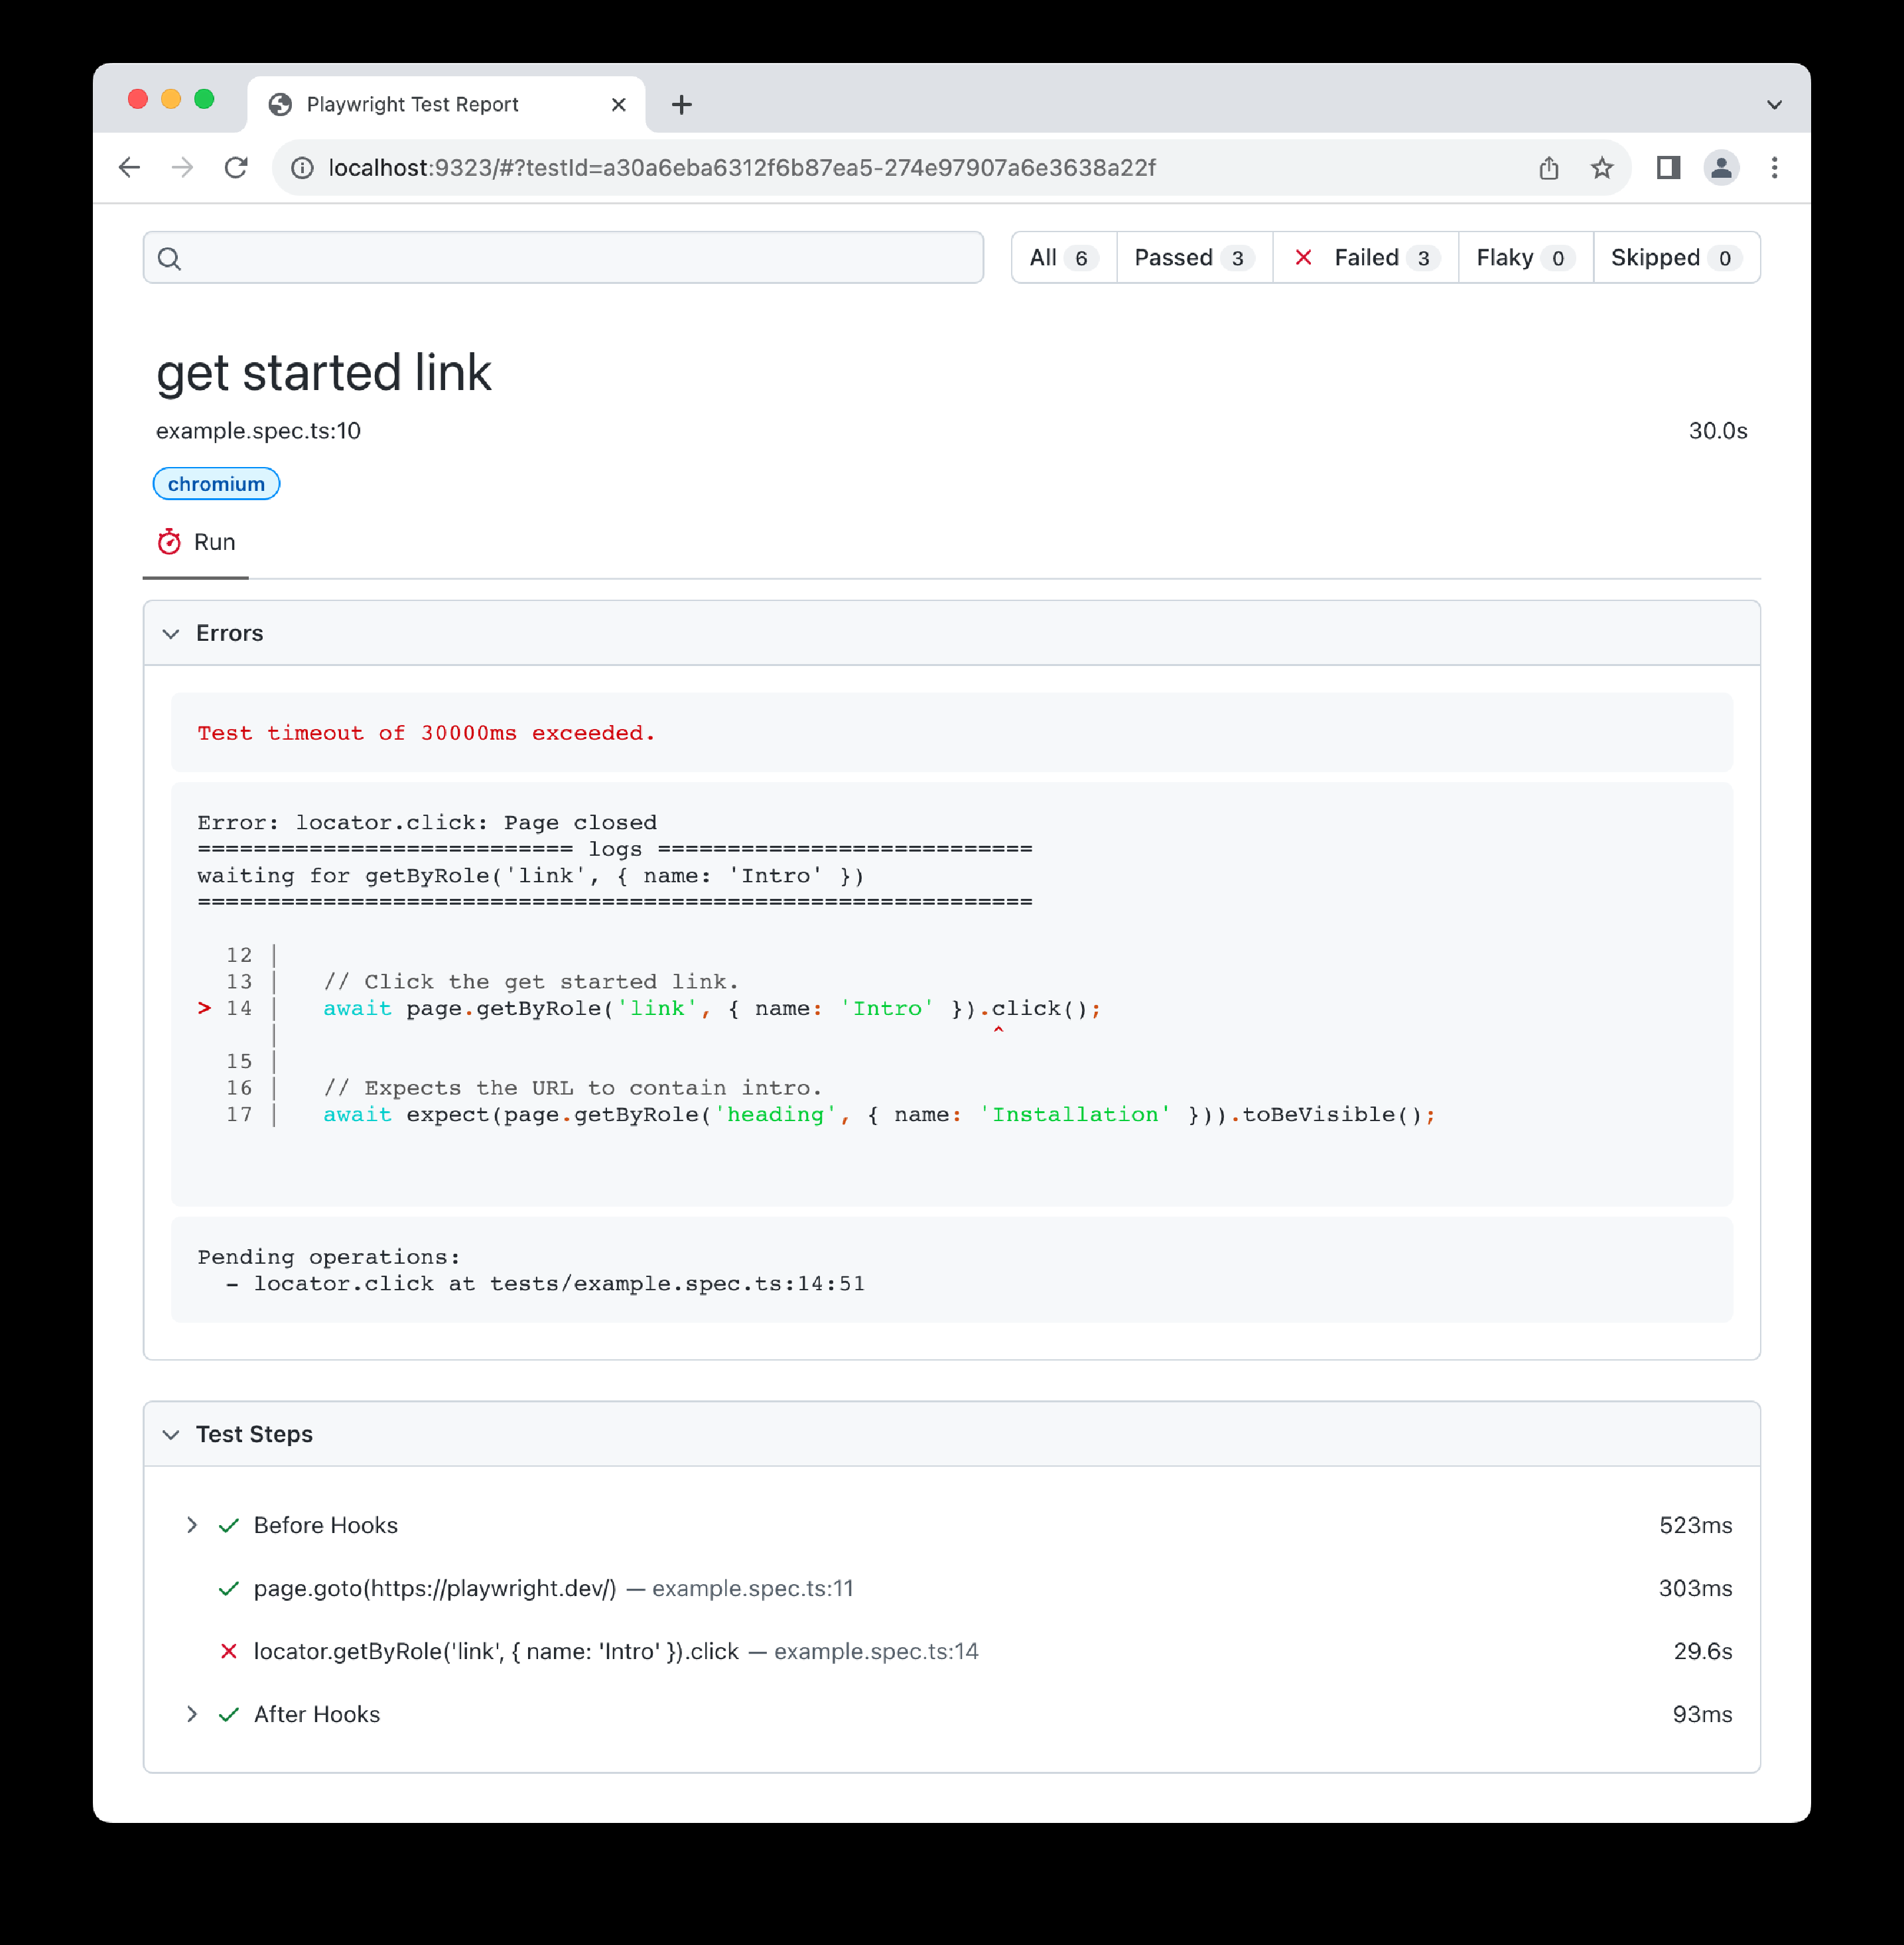 Playwright Test Report
localhost:9323/#?testId=a30a6eba6312f6b87ea5-274e97907a6e3638a22f
All 6 Passed 3 Failed 3 Flaky 0 Skipped 0
get started link
example.spec.ts:10 30.0s
chromium
Run
Errors
Test timeout of 30000ms exceeded.
Error: locator.click: Page closed
=========================== logs ===========================
waiting for getByRole('link', { name: 'Intro' })
============================================================
12 |
13 |   // Click the get started link.
> 14 |   await page.getByRole('link', { name: 'Intro' }).click();
|                                                   ^
15 |
16 |   // Expects the URL to contain intro.
17 |   await expect(page.getByRole('heading', { name: 'Installation' })).toBeVisible();
Pending operations:
- locator.click at tests/example.spec.ts:14:51
Test Steps
Before Hooks 523ms
page.goto(https://playwright.dev/) — example.spec.ts:11 303ms
locator.getByRole('link', { name: 'Intro' }).click — example.spec.ts:14 29.6s
After Hooks 93ms